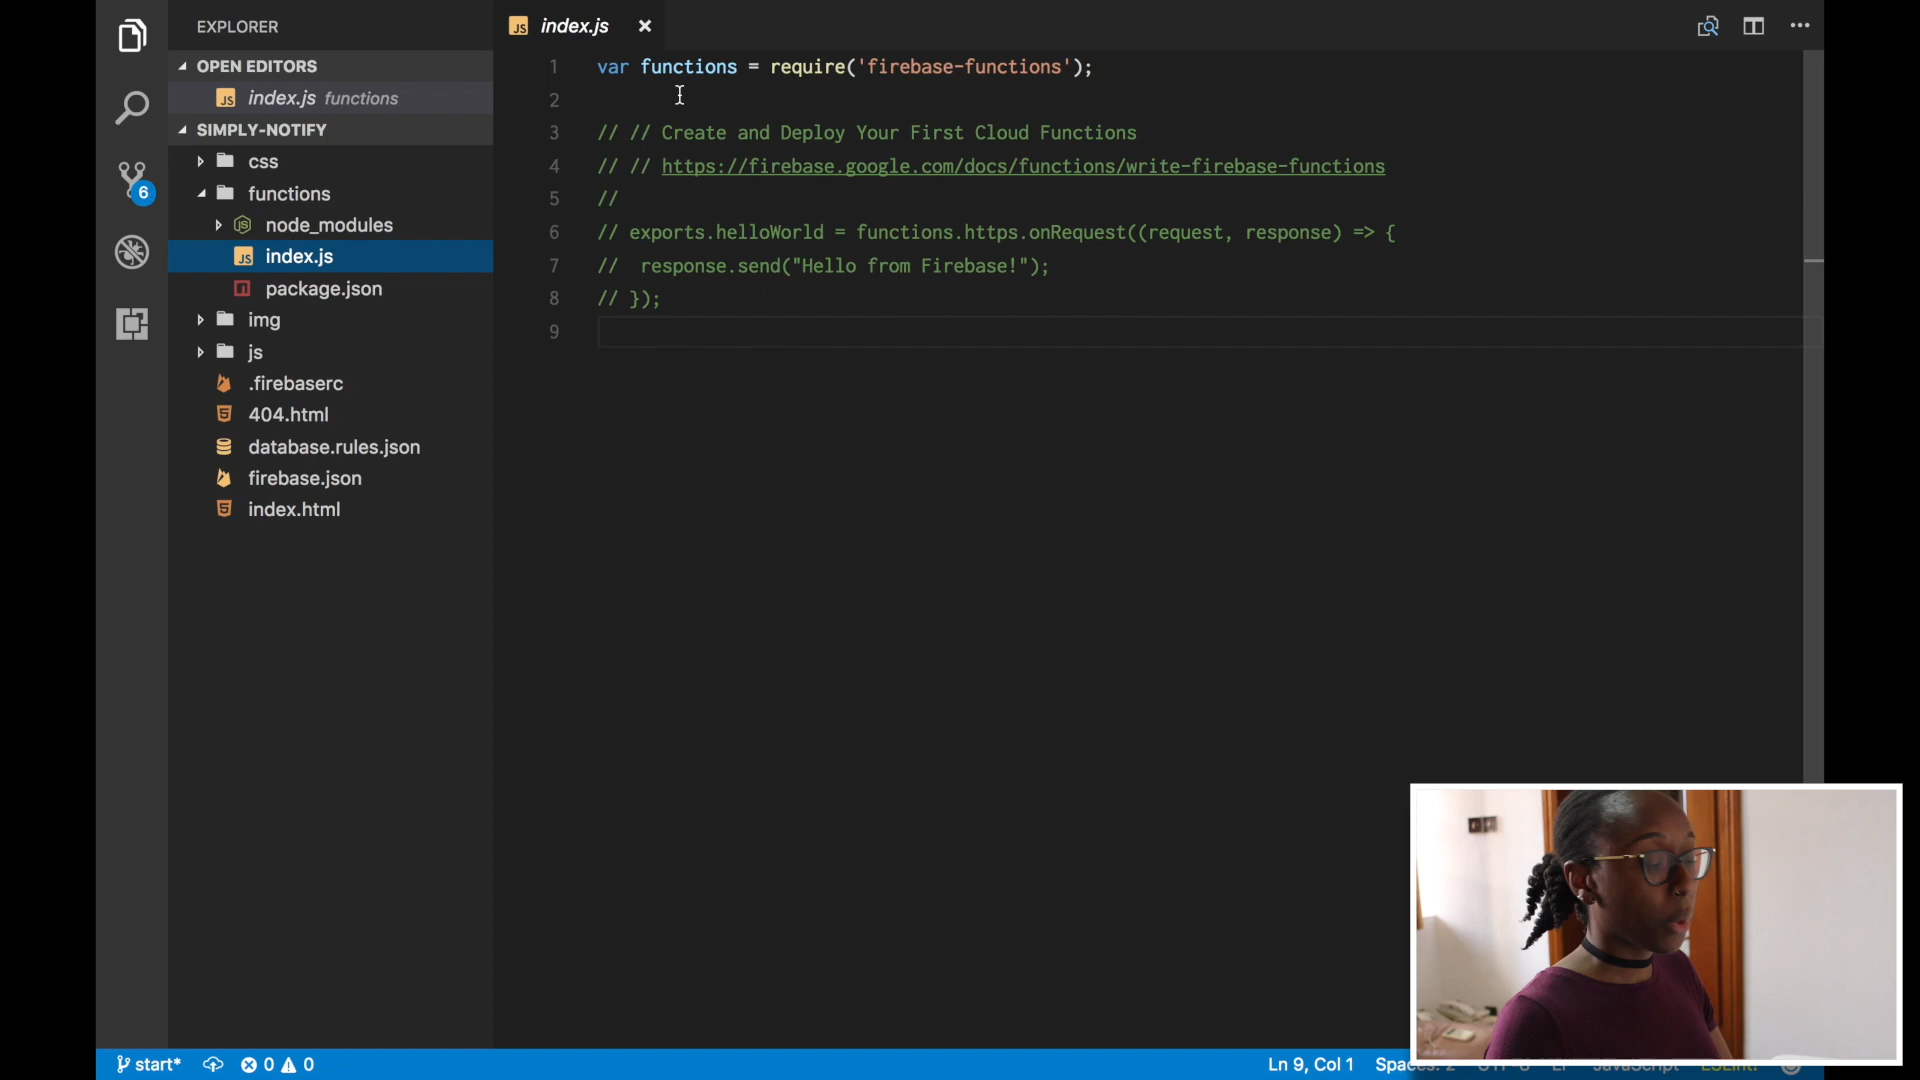 EXPLORER
OPEN EDITORS
index.js functions
SIMPLY-NOTIFY
css
functions
node_modules
index.js
package.json
img
js
.firebaserc
404.html
database.rules.json
firebase.json
index.html
6
index.js
1 var functions = require('firebase-functions');
2
3 // // Create and Deploy Your First Cloud Functions
4 // // https://firebase.google.com/docs/functions/write-firebase-functions
5 //
6 // exports.helloWorld = functions.https.onRequest((request, response) => {
7 //  response.send("Hello from Firebase!");
8 // });
9
start* 0 0
Ln 9, Col 1